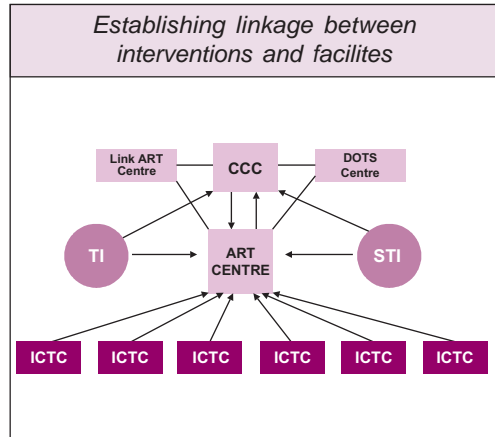 Establishing linkage between
interventions and facilites
Link ART
Centre
CCC
DOTS
Centre
TI
ART
CENTRE
STI
ICTC
ICTC
ICTC
ICTC
ICTC
ICTC